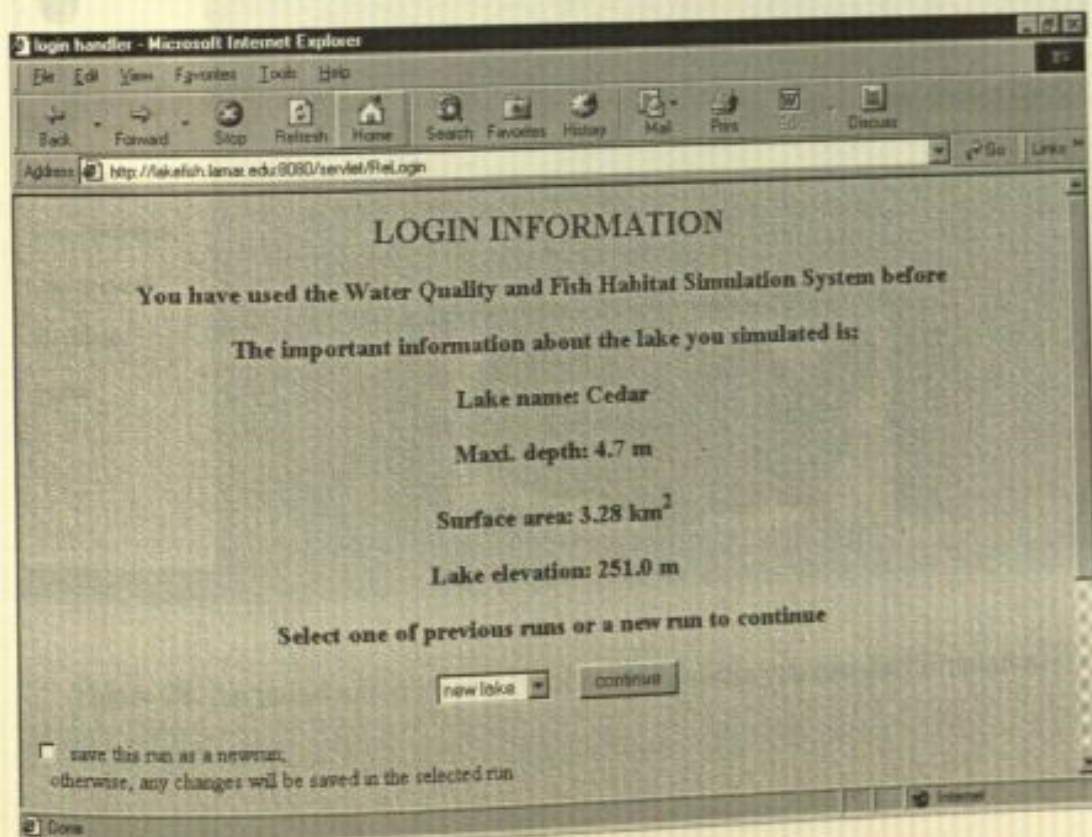 login handler - Microsoft Internet Explorer
File Edit View Favorites Tools Help
Back Forward Stop Refresh Home Search Favorites History Mail Print Edit Discuss
Address http://lakefish.lamar.edu:8080/servlet/ReLogin Go Links »
LOGIN INFORMATION
You have used the Water Quality and Fish Habitat Simulation System before
The important information about the lake you simulated is:
Lake name: Cedar
Maxi. depth: 4.7 m
Surface area: 3.28 km²
Lake elevation: 251.0 m
Select one of previous runs or a new run to continue
new lake continue
save this run as a newrun;
otherwise, any changes will be saved in the selected run
Done Internet